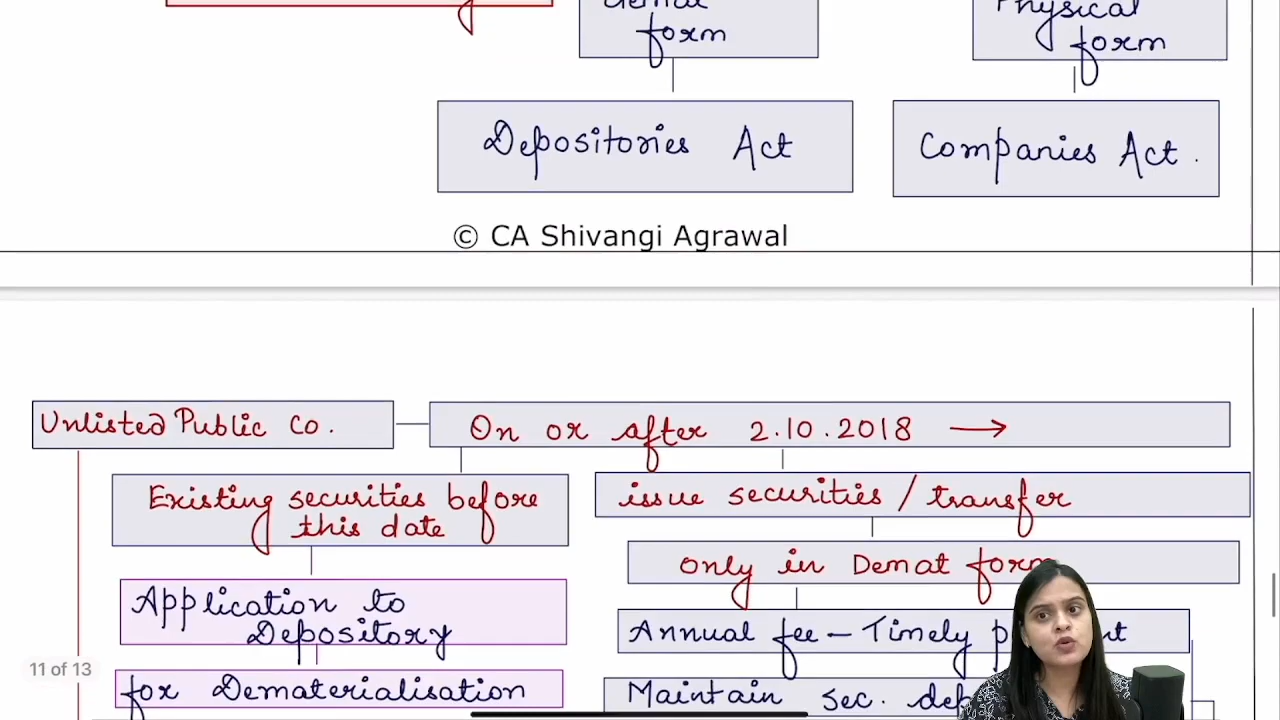 form
Physical
form
Depositories Act
Companies Act.
© CA Shivangi Agrawal
Unlisted Public Co.
On or after 2.10.2018 →
Existing securities before
this date
issue securities / transfer
only in Demat form
Application to
Depository
Annual fee - Timely
for Dematerialisation
Maintain sec.
11 of 13